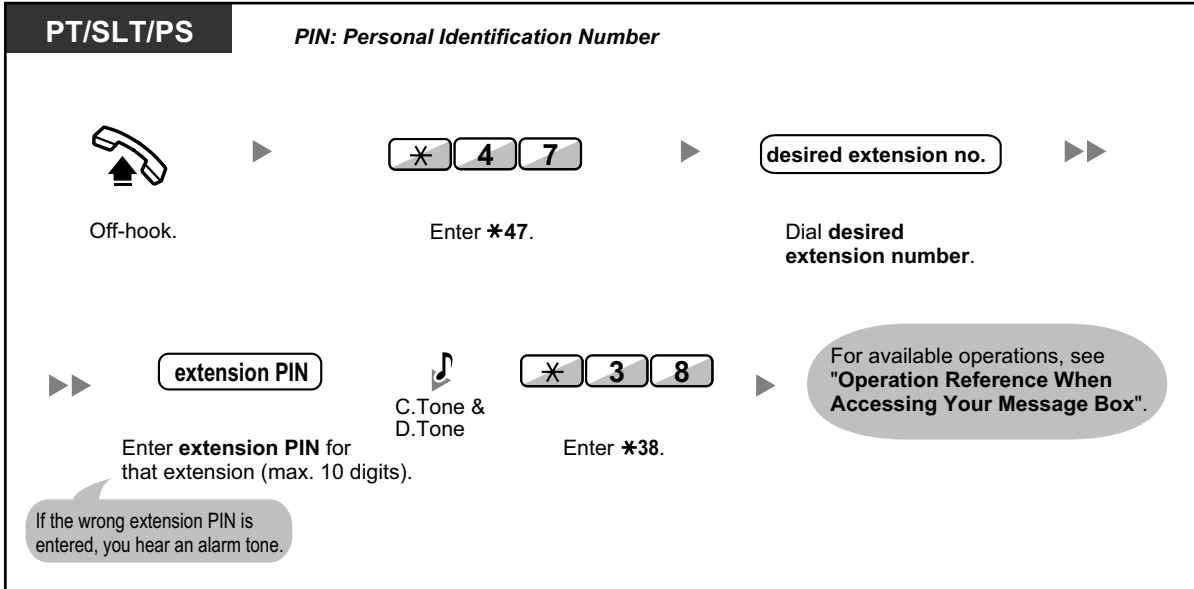 PT/SLT/PS
PIN: Personal Identification Number
* 4 7
desired extension no.
Off-hook.
Enter *47.
Dial desired
extension number.
extension PIN
C.Tone &
D.Tone
* 3 8
For available operations, see
"Operation Reference When
Accessing Your Message Box".
Enter extension PIN for
that extension (max. 10 digits).
Enter *38.
If the wrong extension PIN is
entered, you hear an alarm tone.